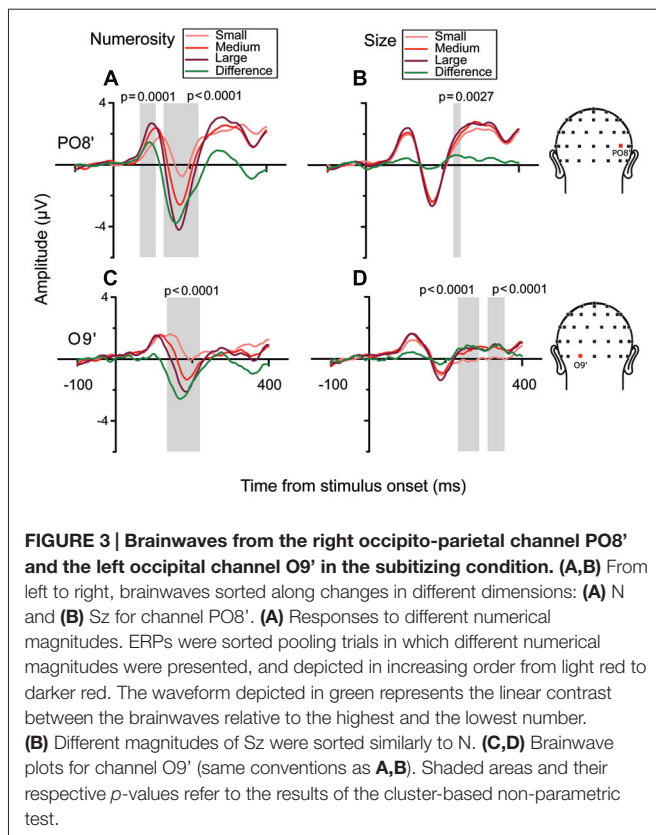 Numerosity
Small
Medium
Large
Difference
Size
Small
Medium
Large
Difference
A
p=0.0001
p<0.0001
B
p=0.0027
4
PO8'
-4
PO8'
Amplitude (µV)
C
p<0.0001
D
p<0.0001
p<0.0001
4
O9'
-100
400
-100
400
-4
O9'
Time from stimulus onset (ms)
FIGURE 3 | Brainwaves from the right occipito-parietal channel PO8'
and the left occipital channel O9' in the subitizing condition. (A,B) From
left to right, brainwaves sorted along changes in different dimensions: (A) N
and (B) Sz for channel PO8'. (A) Responses to different numerical
magnitudes. ERPs were sorted pooling trials in which different numerical
magnitudes were presented, and depicted in increasing order from light red to
darker red. The waveform depicted in green represents the linear contrast
between the brainwaves relative to the highest and the lowest number.
(B) Different magnitudes of Sz were sorted similarly to N. (C,D) Brainwave
plots for channel O9' (same conventions as A,B). Shaded areas and their
respective p-values refer to the results of the cluster-based non-parametric
test.